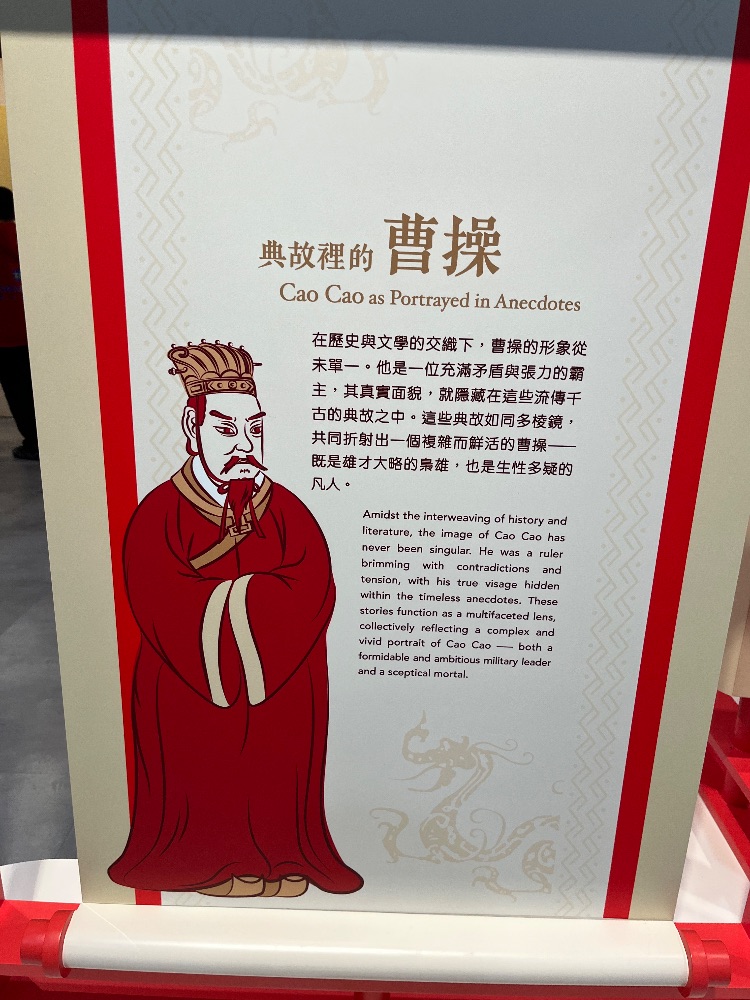 典故裡的 曹操
Cao Cao as Portrayed in Anecdotes
在歷史與文學的交織下，曹操的形象從
未單一。他是一位充滿矛盾與張力的霸
主，其真實面貌，就隱藏在這些流傳千
古的典故之中。這些典故如同多棱鏡，
共同折射出一個複雜而鮮活的曹操——
既是雄才大略的梟雄，也是生性多疑的
凡人。
Amidst the interweaving of history and
literature, the image of Cao Cao has
never been singular. He was a ruler
brimming with contradictions and
tension, with his true visage hidden
within the timeless anecdotes. These
stories function as a multifaceted lens,
collectively reflecting a complex and
vivid portrait of Cao Cao — both a
formidable and ambitious military leader
and a sceptical mortal.